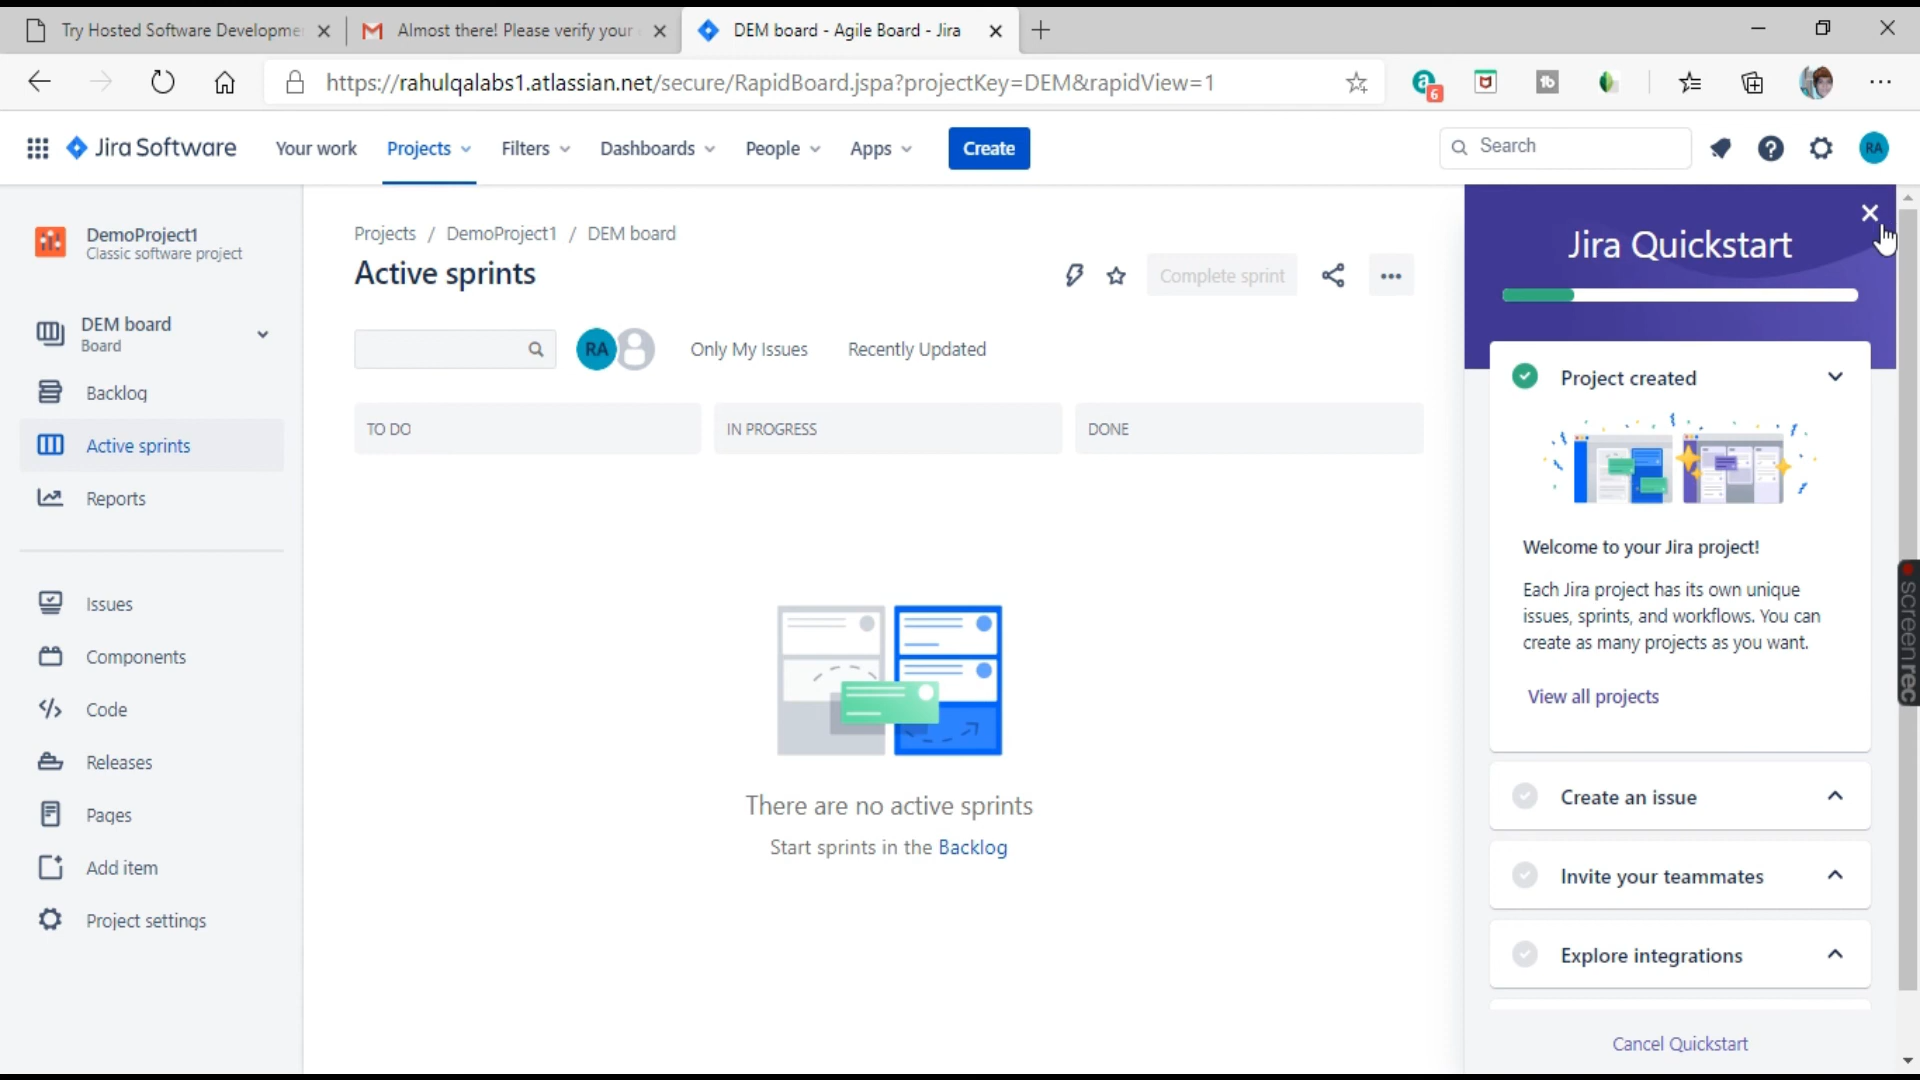 Try Hosted Software Developme
Almost there! Please verify your
DEM board - Agile Board - Jira
https://rahulqalabs1.atlassian.net/secure/RapidBoard.jspa?projectKey=DEM&rapidView=1
a 6
tb
Jira Software
Your work
Projects
Filters
Dashboards
People
Apps
Create
Search
RA
DemoProject1
Classic software project
DEM board
Board
Backlog
Active sprints
Reports
Issues
Components
Code
Releases
Pages
Add item
Project settings
Projects / DemoProject1 / DEM board
Active sprints
Complete sprint
RA
Only My Issues
Recently Updated
TO DO
IN PROGRESS
DONE
There are no active sprints
Start sprints in the Backlog
Jira Quickstart
Project created
Welcome to your Jira project!
Each Jira project has its own unique
issues, sprints, and workflows. You can
create as many projects as you want.
View all projects
Create an issue
Invite your teammates
Explore integrations
Cancel Quickstart
screenrec